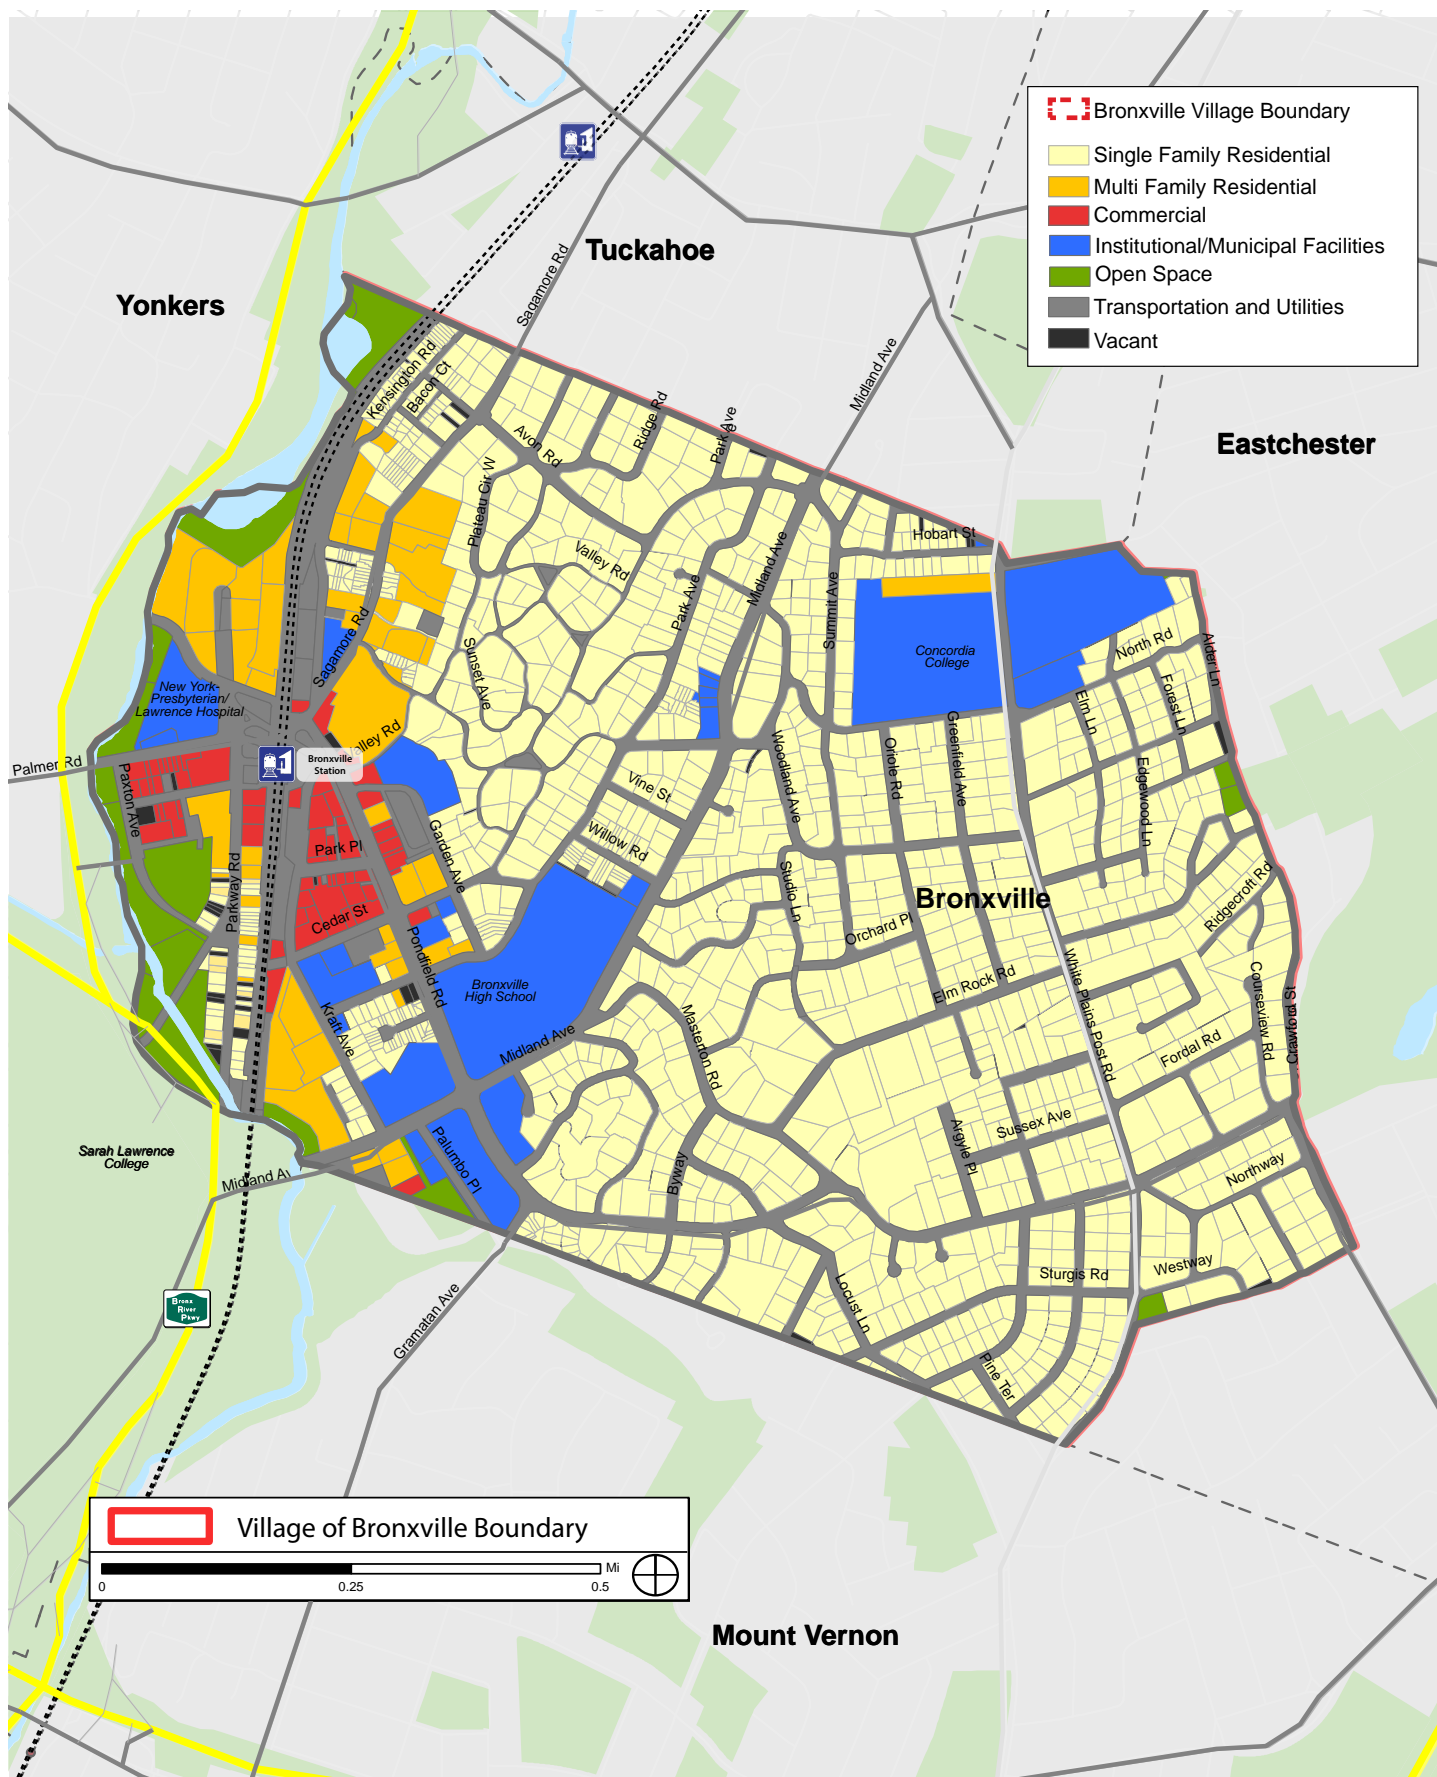 Bronxville Village Boundary
Single Family Residential
Multi Family Residential
Commercial
Institutional/Municipal Facilities
Open Space
Transportation and Utilities
Vacant
Tuckahoe
Yonkers
Eastchester
Sagamore Rd
Midland Ave
Kensington Rd
Bacon Ct
Avon Rd
Ridge Rd
Park Ave
Plateau Cir W
Valley Rd
Hobart St
Midland Ave
Summit Ave
Park Ave
Sagamore Rd
Sunset Ave
Concordia
College
North Rd
Alder Ln
Forest Ln
Elm Ln
New York-
Presbyterian/
Lawrence Hospital
Valley Rd
Palmer Rd
Bronxville
Station
Paxton Ave
Vine St
Woodland Ave
Oriole Rd
Greenfield Ave
Edgewood Ln
Willow Rd
Park Pl
Garden Ave
Parkway Rd
Cedar St
Studio Ln
Bronxville
Orchard Pl
Ridgecroft Rd
Pondfield Rd
Bronxville
High School
Elm Rock Rd
White Plains Post Rd
Courseview Rd
Crawford St
Kraft Ave
Midland Ave
Masterton Rd
Fordal Rd
Sussex Ave
Argyle Pl
Sarah Lawrence
College
Midland Av
Palumbo Pl
Byway
Northway
Westway
Sturgis Rd
Locust Ln
Bronx
River
Pkwy
Gramatan Ave
Pine Ter
Village of Bronxville Boundary
Mi
0
0.25
0.5
Mount Vernon